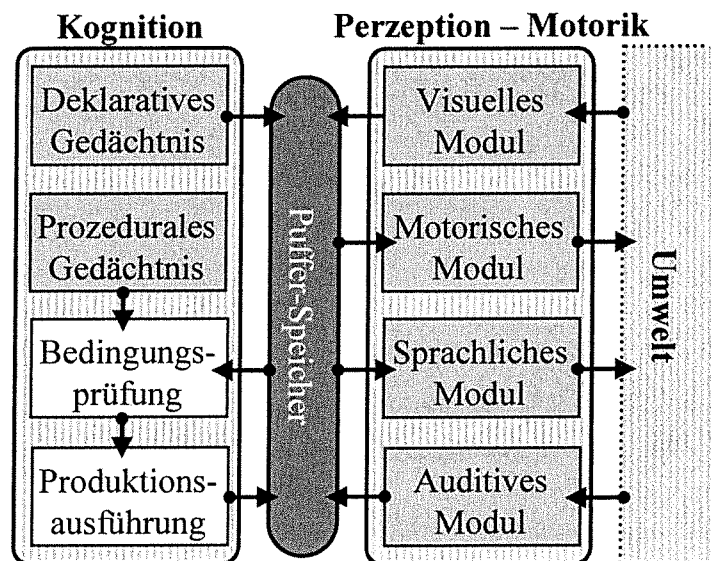 Kognition
Perzeption – Motorik
Deklaratives
Gedächtnis
Prozedurales
Gedächtnis
Bedingungs-
prüfung
Produktions-
ausführung
Puffer-Speicher
Visuelles
Modul
Motorisches
Modul
Sprachliches
Modul
Auditives
Modul
Umwelt